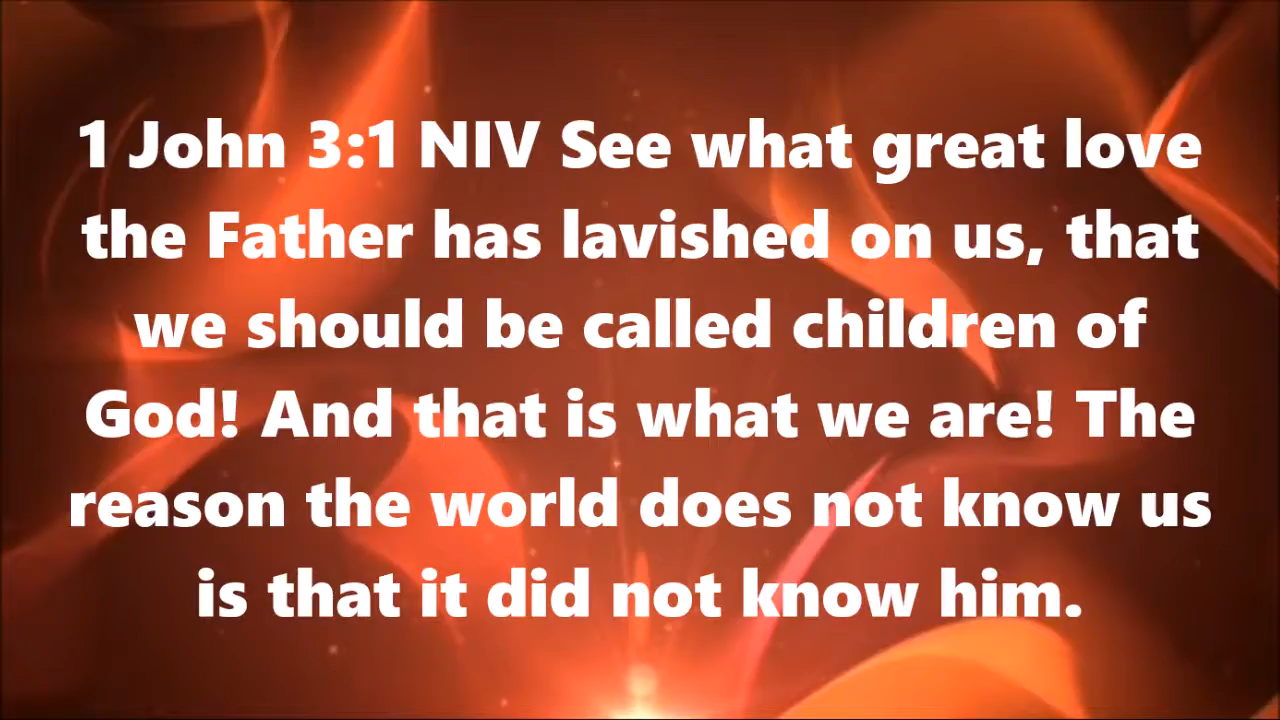 1 John 3:1 NIV See what great love
the Father has lavished on us, that
we should be called children of
God! And that is what we are! The
reason the world does not know us
is that it did not know him.